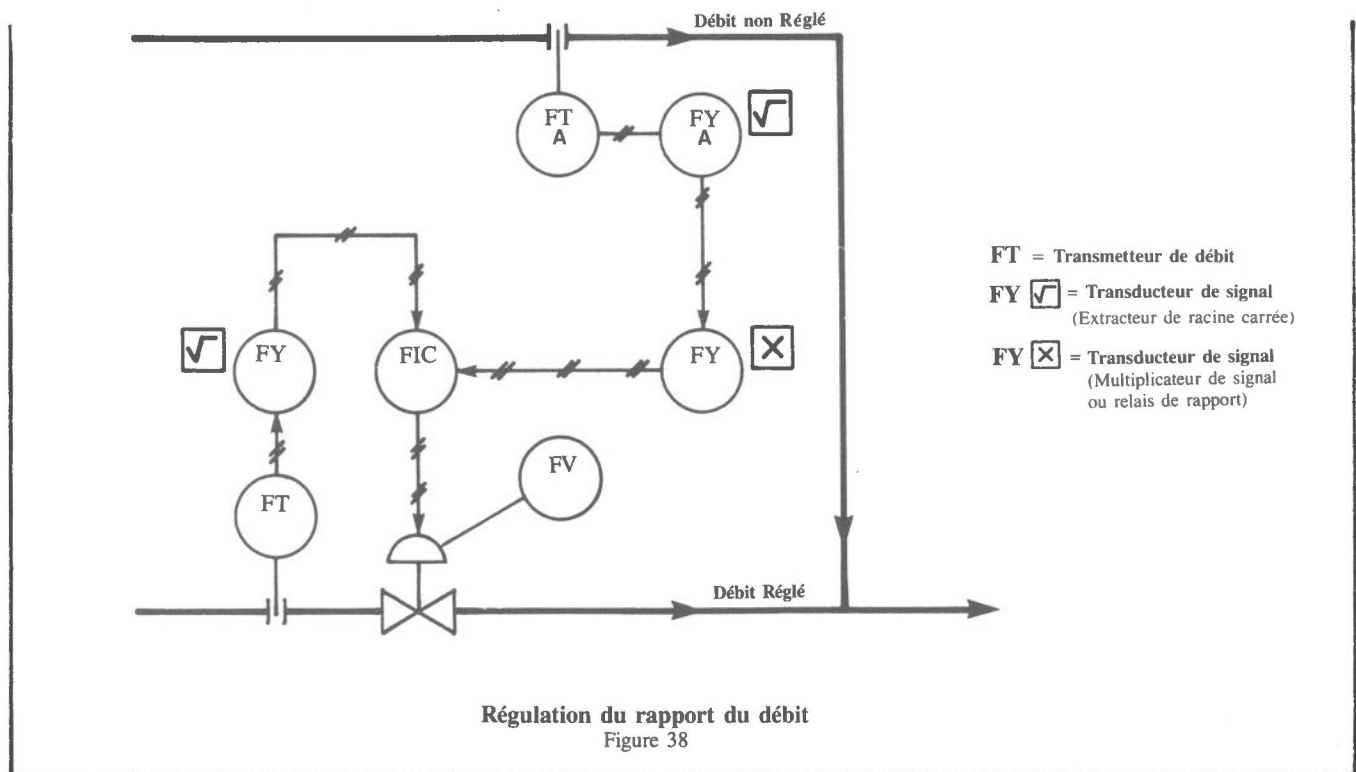 Débit non Réglé
FT
A
FY
A
√
FT = Transmetteur de débit
FY √ = Transducteur de signal
(Extracteur de racine carrée)
FY X = Transducteur de signal
(Multiplicateur de signal
ou relais de rapport)
√
FY
FIC
FY
X
FV
FT
Débit Réglé
Régulation du rapport du débit
Figure 38